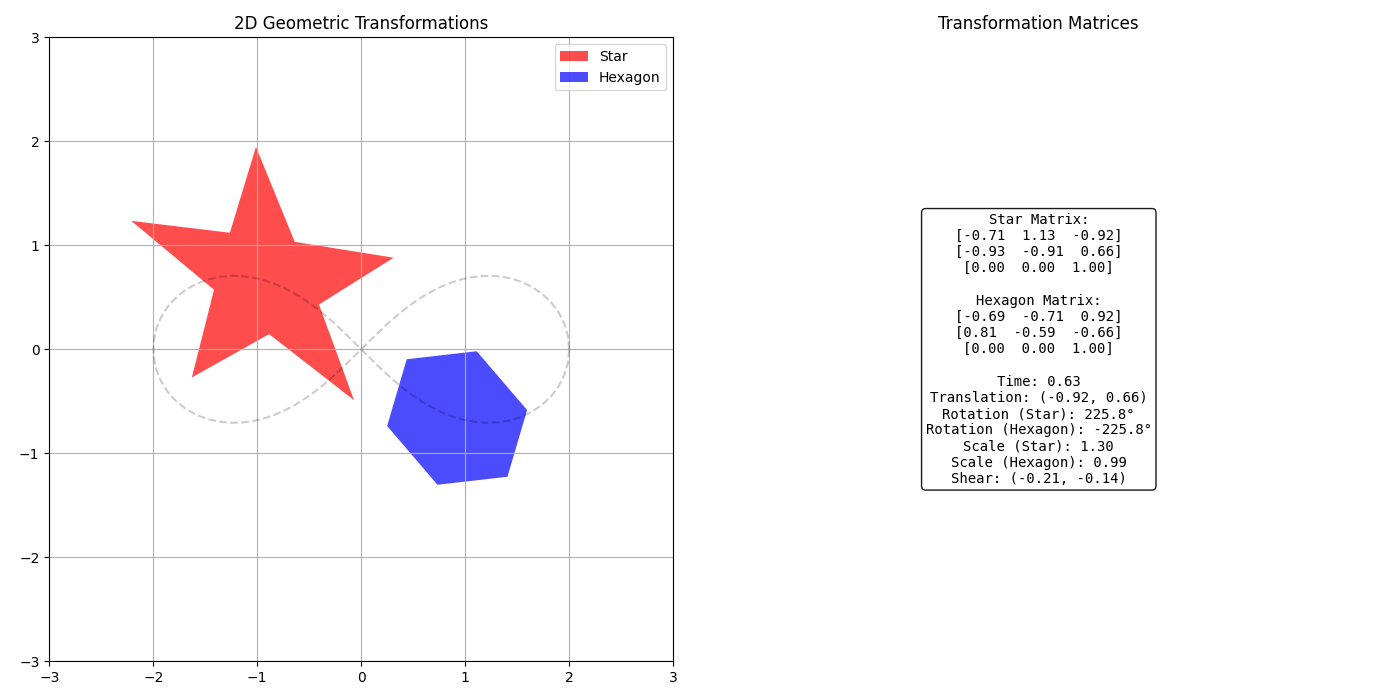 2D Geometric Transformations
3
2
1
0
−1
−2
−3
−3 −2 −1 0 1 2 3
Star
Hexagon
Transformation Matrices
Star Matrix:
[-0.71  1.13  -0.92]
[-0.93  -0.91  0.66]
[0.00  0.00  1.00]
Hexagon Matrix:
[-0.69  -0.71  0.92]
[0.81  -0.59  -0.66]
[0.00  0.00  1.00]
Time: 0.63
Translation: (-0.92, 0.66)
Rotation (Star): 225.8°
Rotation (Hexagon): -225.8°
Scale (Star): 1.30
Scale (Hexagon): 0.99
Shear: (-0.21, -0.14)